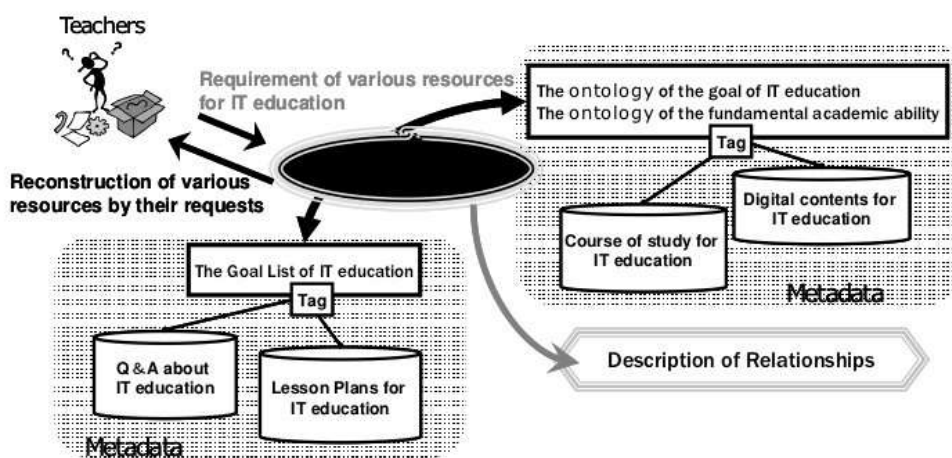 Teachers
? ?
Requirement of various resources
for IT education
Reconstruction of various
resources by their requests
The ontology of the goal of IT education
The ontology of the fundamental academic ability
Tag
Digital contents for
IT education
Course of study for
IT education
Metadata
The Goal List of IT education
Tag
Q & A about
IT education
Lesson Plans for
IT education
Metadata
Description of Relationships